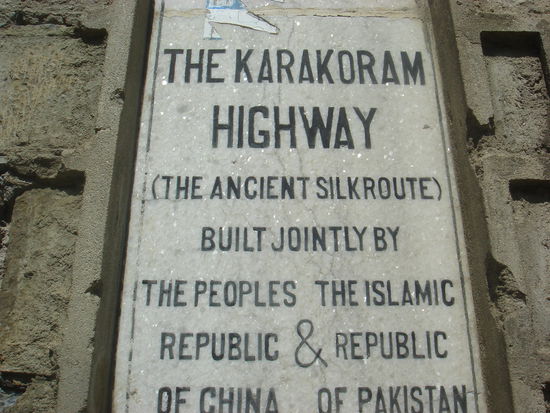 THE KARAKORAM
HIGHWAY
(THE ANCIENT SILKROUTE)
BUILT JOINTLY BY
THE PEOPLES THE ISLAMIC
REPUBLIC & REPUBLIC
OF CHINA OF PAKISTAN